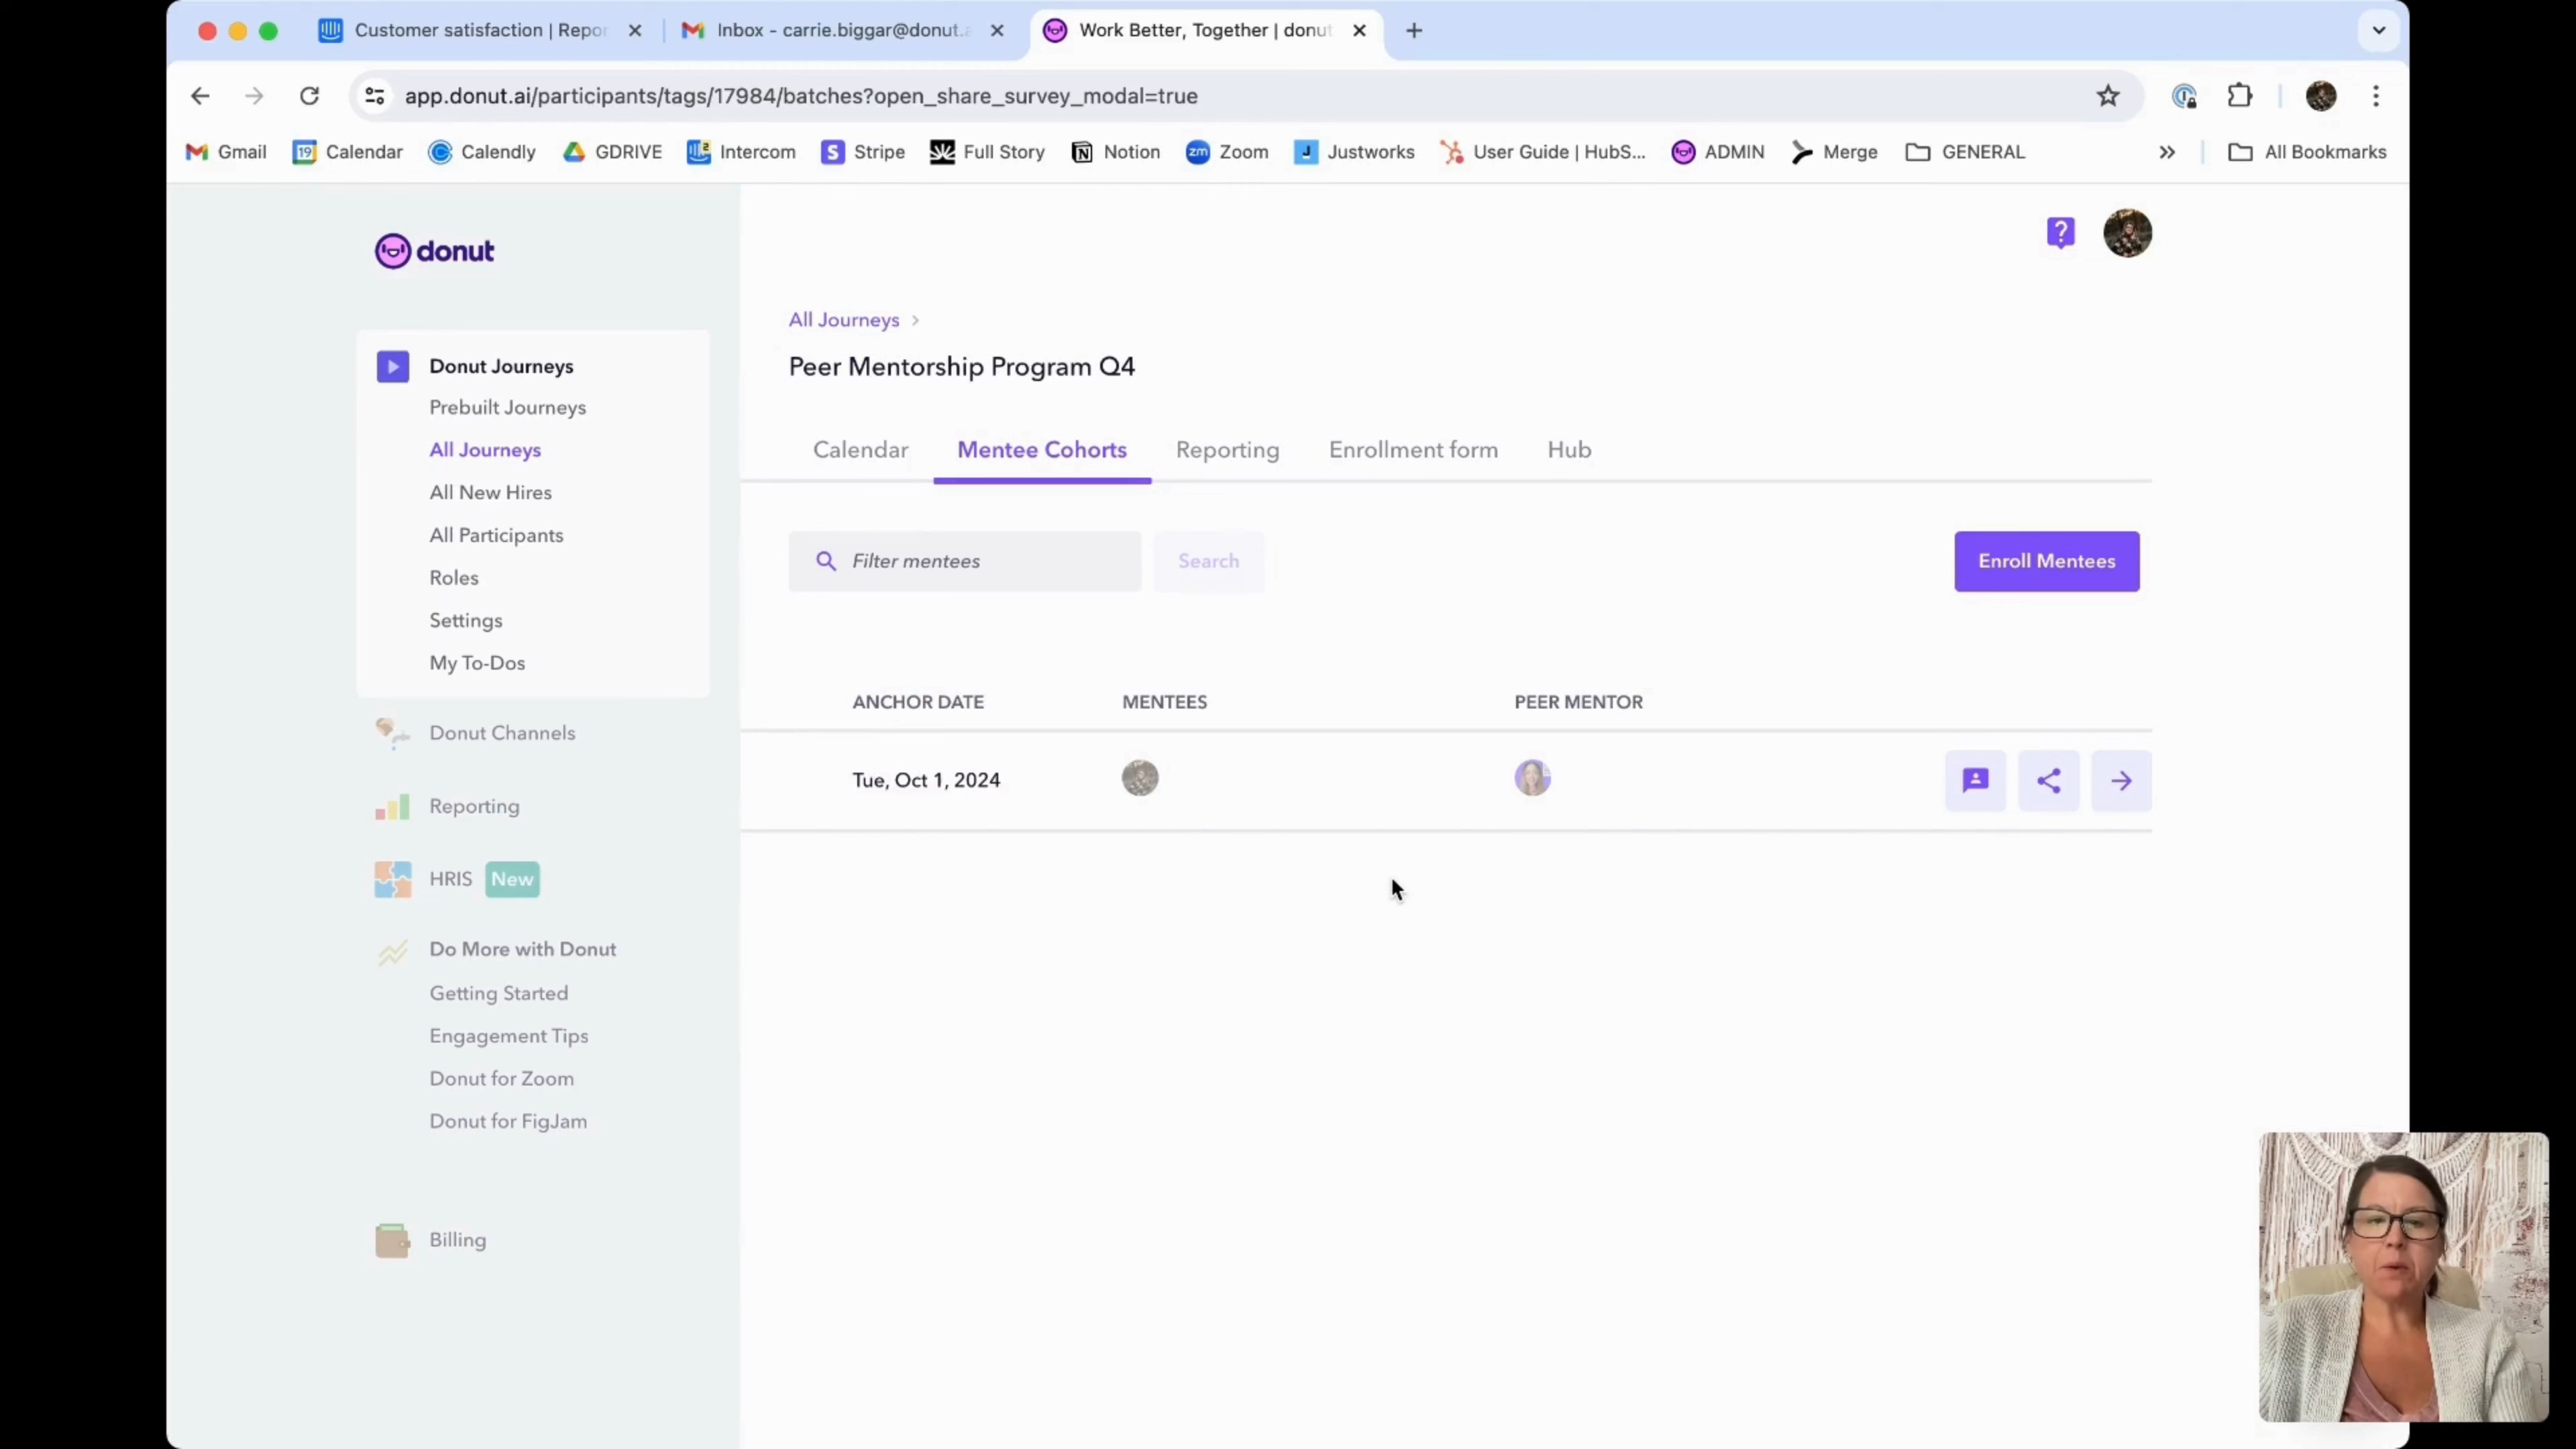 Customer satisfaction | Repor
Inbox - carrie.biggar@donut.a
Work Better, Together | donut
app.donut.ai/participants/tags/17984/batches?open_share_survey_modal=true
Gmail
19 Calendar
Calendly
GDRIVE
2 Intercom
S Stripe
Full Story
Notion
zm Zoom
J Justworks
User Guide | HubS...
ADMIN
Merge
GENERAL
All Bookmarks
donut
?
All Journeys
Peer Mentorship Program Q4
Donut Journeys
Prebuilt Journeys
All Journeys
All New Hires
All Participants
Roles
Settings
My To-Dos
Donut Channels
Reporting
HRIS New
Do More with Donut
Getting Started
Engagement Tips
Donut for Zoom
Donut for FigJam
Billing
Calendar
Mentee Cohorts
Reporting
Enrollment form
Hub
Filter mentees
Search
Enroll Mentees
ANCHOR DATE
MENTEES
PEER MENTOR
Tue, Oct 1, 2024